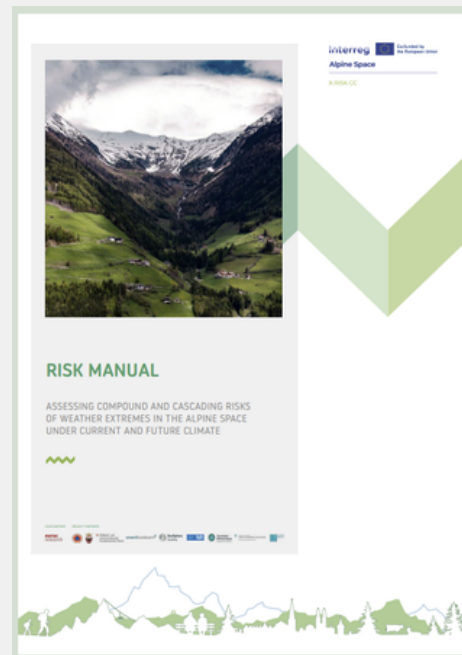 Interreg
Co-funded by
the European Union
Alpine Space
X-RISK-CC
RISK MANUAL
ASSESSING COMPOUND AND CASCADING RISKS
OF WEATHER EXTREMES IN THE ALPINE SPACE
UNDER CURRENT AND FUTURE CLIMATE